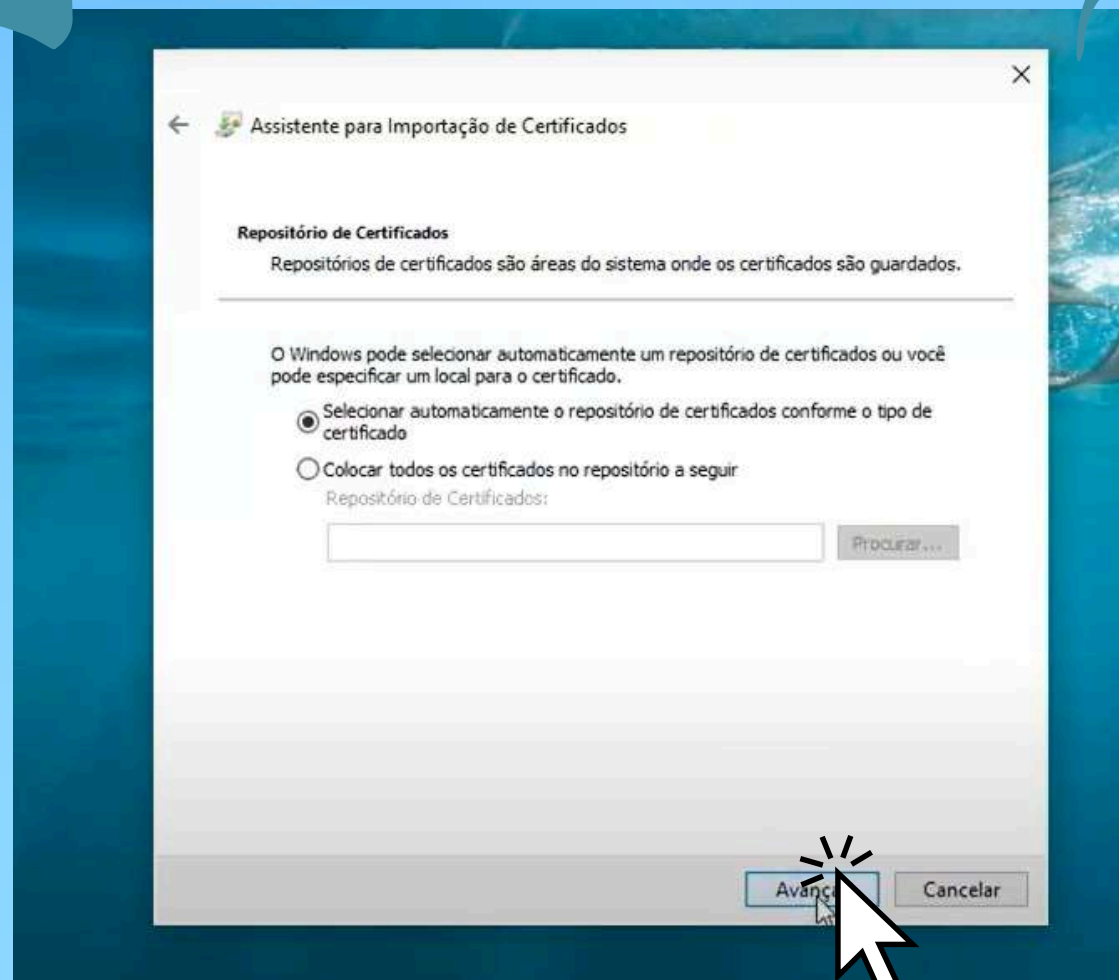 Assistente para Importação de Certificados
Repositório de Certificados
Repositórios de certificados são áreas do sistema onde os certificados são guardados.
O Windows pode selecionar automaticamente um repositório de certificados ou você
pode especificar um local para o certificado.
Selecionar automaticamente o repositório de certificados conforme o tipo de
certificado
Colocar todos os certificados no repositório a seguir
Repositório de Certificados:
Procurar...
Cancelar